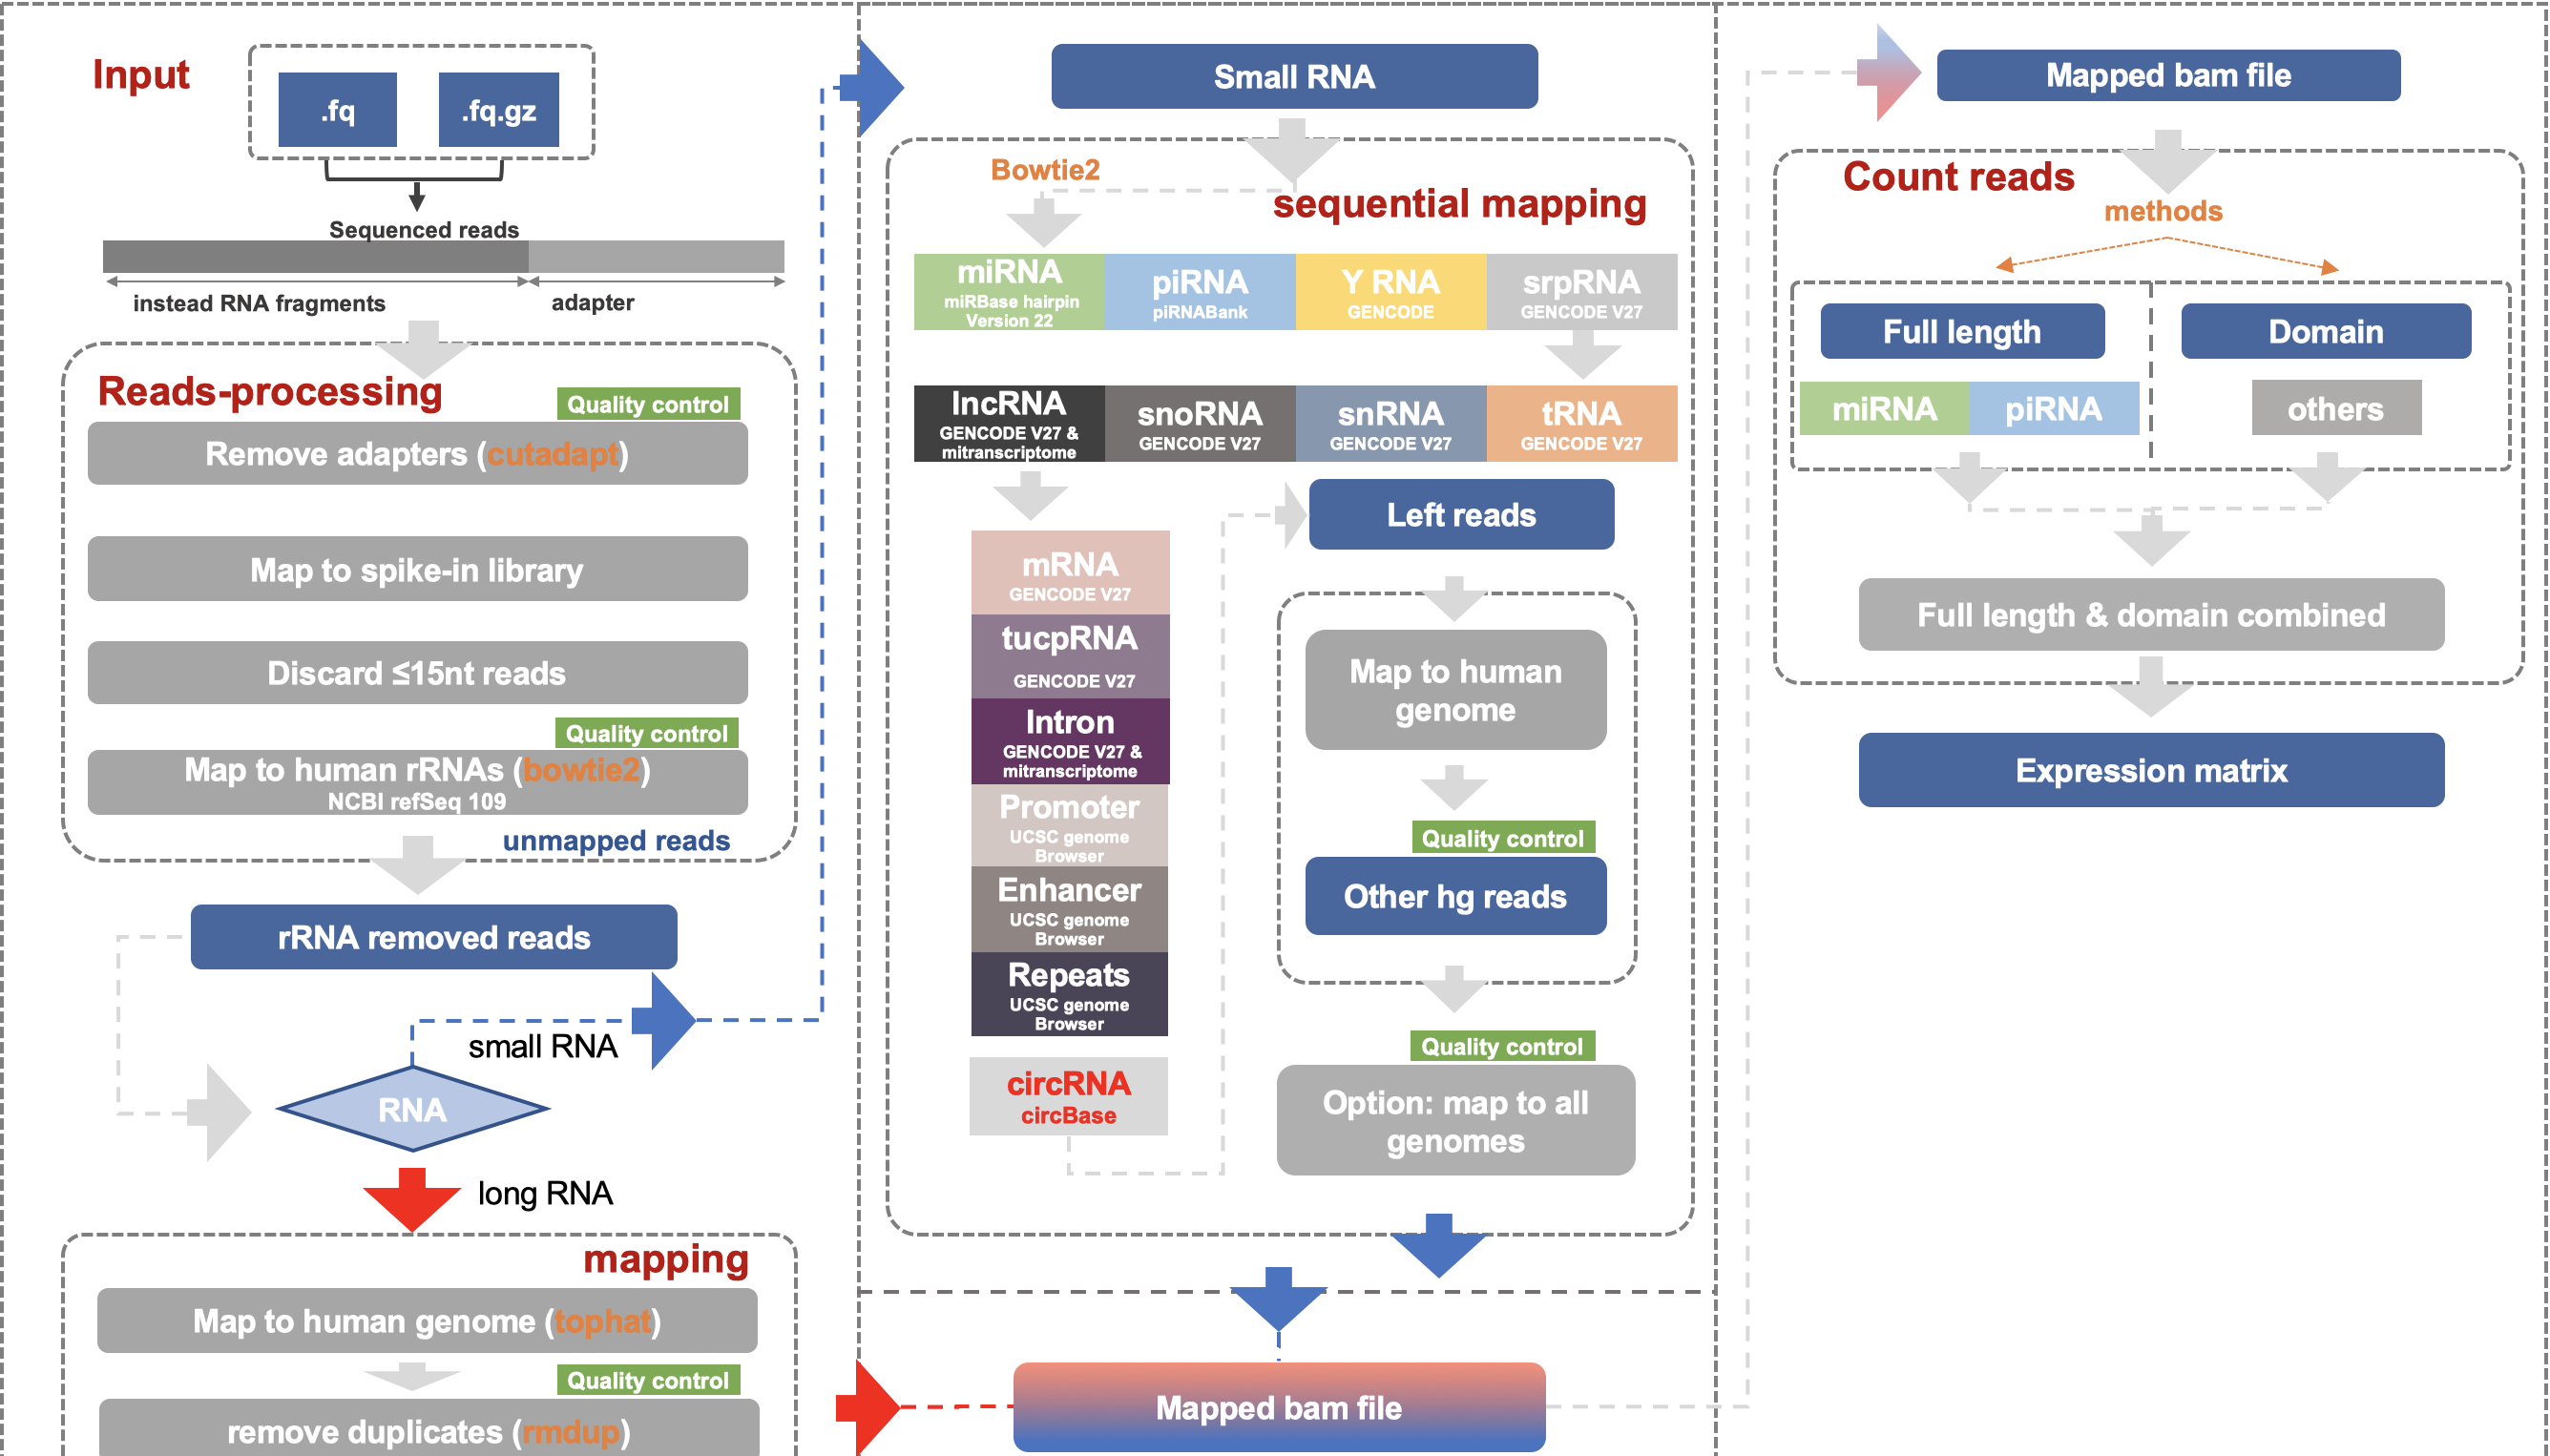 Input
.fq
.fq.gz
Sequenced reads
instead RNA fragments
adapter
Reads-processing
Quality control
Remove adapters (cutadapt)
Map to spike-in library
Discard ≤15nt reads
Quality control
Map to human rRNAs (bowtie2)
NCBI refSeq 109
unmapped reads
rRNA removed reads
small RNA
RNA
long RNA
mapping
Map to human genome (tophat)
Quality control
remove duplicates (rmdup)
Small RNA
Bowtie2
sequential mapping
miRNA
miRBase hairpin
Version 22
piRNA
piRNABank
Y RNA
GENCODE
srpRNA
GENCODE V27
lncRNA
GENCODE V27 &
mitranscriptome
snoRNA
GENCODE V27
snRNA
GENCODE V27
tRNA
GENCODE V27
mRNA
GENCODE V27
tucpRNA
GENCODE V27
Intron
GENCODE V27 &
mitranscriptome
Promoter
UCSC genome
Browser
Enhancer
UCSC genome
Browser
Repeats
UCSC genome
Browser
circRNA
circBase
Left reads
Map to human
genome
Quality control
Other hg reads
Quality control
Option: map to all
genomes
Mapped bam file
Mapped bam file
Count reads
methods
Full length
miRNA
piRNA
Domain
others
Full length & domain combined
Expression matrix